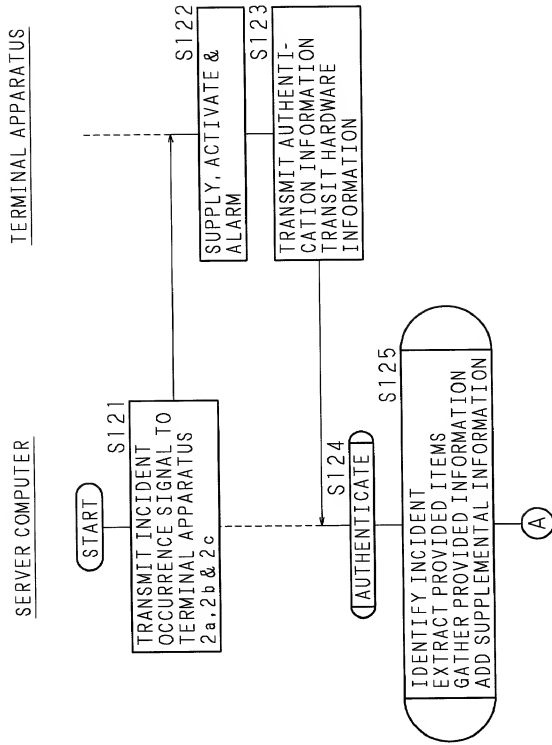 SERVER COMPUTER
TERMINAL APPARATUS
START
S121
TRANSMIT INCIDENT
OCCURRENCE SIGNAL TO
TERMINAL APPARATUS
2a, 2b & 2c
S122
SUPPLY, ACTIVATE &
ALARM
S123
TRANSMIT AUTHENTI-
CATION INFORMATION
TRANSIT HARDWARE
INFORMATION
S124
AUTHENTICATE
S125
IDENTIFY INCIDENT
EXTRACT PROVIDED ITEMS
GATHER PROVIDED INFORMATION
ADD SUPPLEMENTAL INFORMATION
A